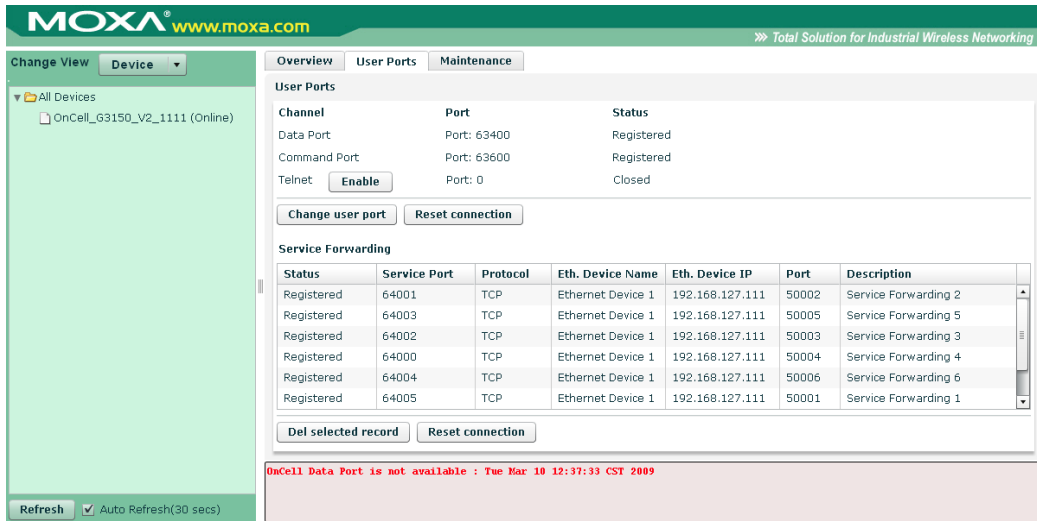 MOXA® www.moxa.com
Total Solution for Industrial Wireless Networking
Change View Device
All Devices
OnCell_G3150_V2_1111 (Online)
Refresh Auto Refresh(30 secs)
Overview User Ports Maintenance
User Ports
Channel Port Status
Data Port Port: 63400 Registered
Command Port Port: 63600 Registered
Telnet Enable Port: 0 Closed
Change user port Reset connection
Service Forwarding
Status Service Port Protocol Eth. Device Name Eth. Device IP Port Description
Registered 64001 TCP Ethernet Device 1 192.168.127.111 50002 Service Forwarding 2
Registered 64003 TCP Ethernet Device 1 192.168.127.111 50005 Service Forwarding 5
Registered 64002 TCP Ethernet Device 1 192.168.127.111 50003 Service Forwarding 3
Registered 64000 TCP Ethernet Device 1 192.168.127.111 50004 Service Forwarding 4
Registered 64004 TCP Ethernet Device 1 192.168.127.111 50006 Service Forwarding 6
Registered 64005 TCP Ethernet Device 1 192.168.127.111 50001 Service Forwarding 1
Del selected record Reset connection
OnCell Data Port is not available : Tue Mar 10 12:37:33 CST 2009